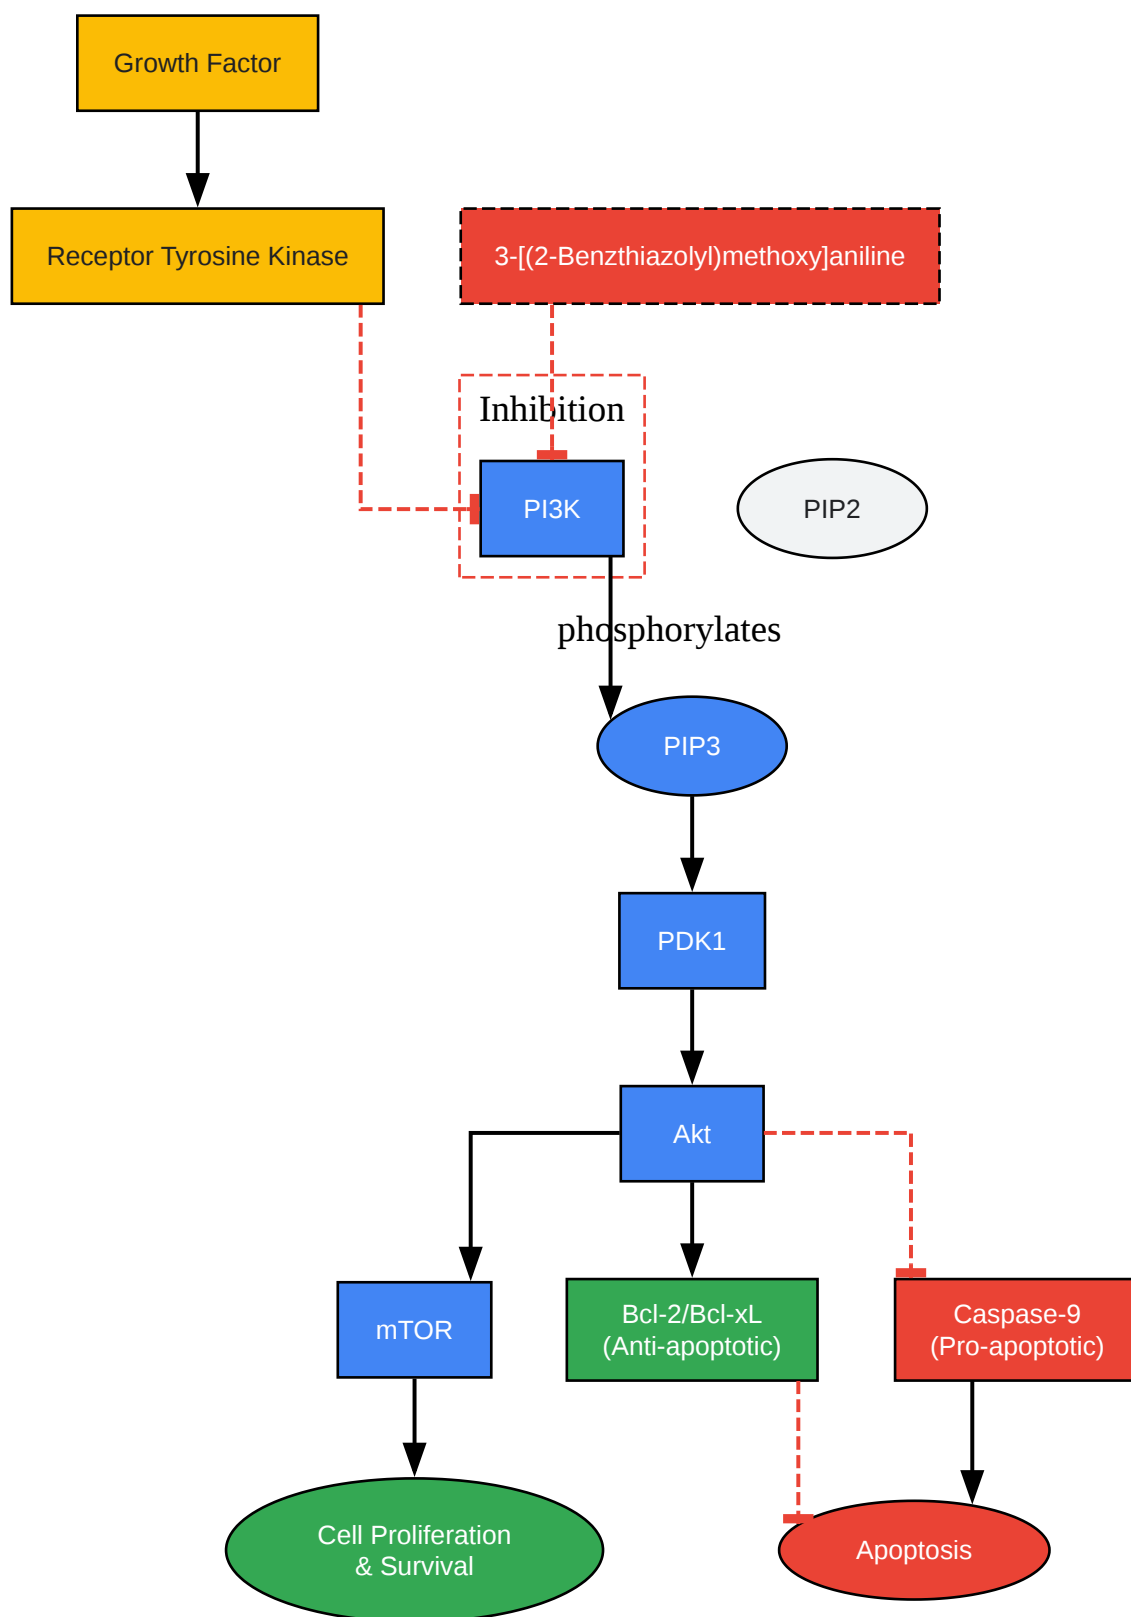 Growth Factor
Receptor Tyrosine Kinase
3-[(2-Benzthiazolyl)methoxy]aniline
Inhibition
PI3K
PIP2
phosphorylates
PIP3
PDK1
Akt
mTOR
Bcl-2/Bcl-xL
(Anti-apoptotic)
Caspase-9
(Pro-apoptotic)
Cell Proliferation
& Survival
Apoptosis